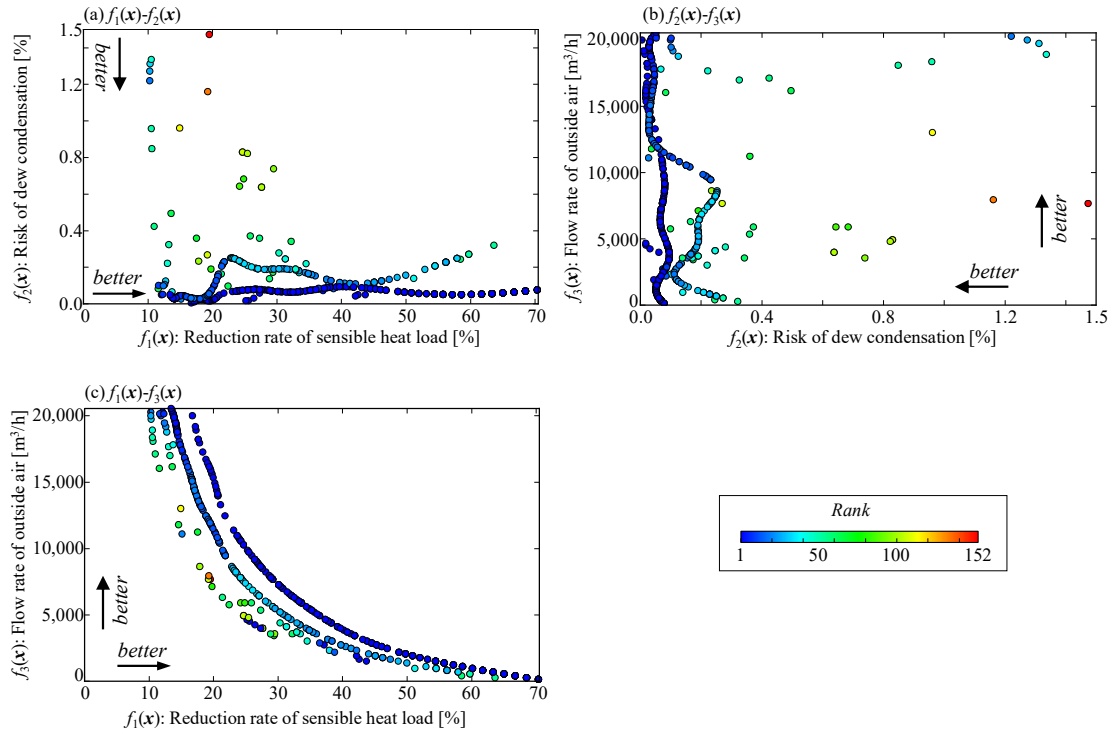 (a) f₁(x)-f₂(x)
f₂(x): Risk of dew condensation [%]
1.5
1.2
0.8
0.4
0.0
better
better
0 10 20 30 40 50 60 70
f₁(x): Reduction rate of sensible heat load [%]
(b) f₂(x)-f₃(x)
f₃(x): Flow rate of outside air [m³/h]
20,000
15,000
10,000
5,000
0
better
better
0.0 0.4 0.8 1.2 1.5
f₂(x): Risk of dew condensation [%]
(c) f₁(x)-f₃(x)
f₃(x): Flow rate of outside air [m³/h]
20,000
15,000
10,000
5,000
0
better
better
0 10 20 30 40 50 60 70
f₁(x): Reduction rate of sensible heat load [%]
Rank
1 50 100 152